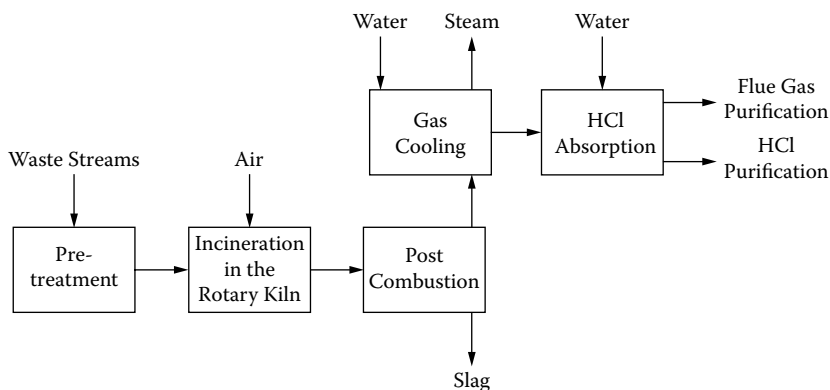 Water
Steam
Water
Gas
Cooling
HCl
Absorption
Flue Gas
Purification
HCl
Purification
Waste Streams
Air
Pre-
treatment
Incineration
in the
Rotary Kiln
Post
Combustion
Slag